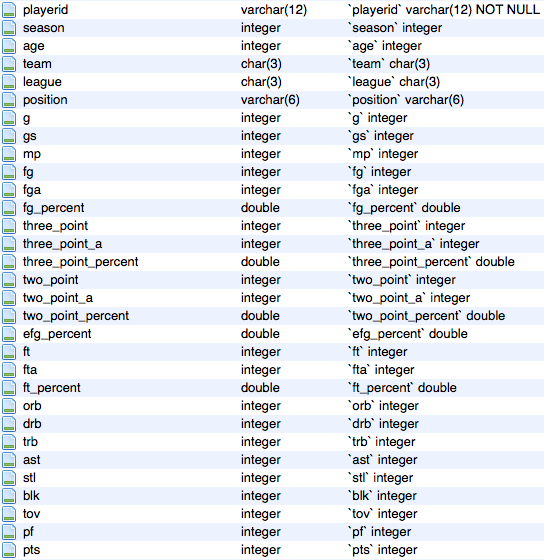 playerid varchar(12) `playerid` varchar(12) NOT NULL
season integer `season` integer
age integer `age` integer
team char(3) `team` char(3)
league char(3) `league` char(3)
position varchar(6) `position` varchar(6)
g integer `g` integer
gs integer `gs` integer
mp integer `mp` integer
fg integer `fg` integer
fga integer `fga` integer
fg_percent double `fg_percent` double
three_point integer `three_point` integer
three_point_a integer `three_point_a` integer
three_point_percent double `three_point_percent` double
two_point integer `two_point` integer
two_point_a integer `two_point_a` integer
two_point_percent double `two_point_percent` double
efg_percent double `efg_percent` double
ft integer `ft` integer
fta integer `fta` integer
ft_percent double `ft_percent` double
orb integer `orb` integer
drb integer `drb` integer
trb integer `trb` integer
ast integer `ast` integer
stl integer `stl` integer
blk integer `blk` integer
tov integer `tov` integer
pf integer `pf` integer
pts integer `pts` integer